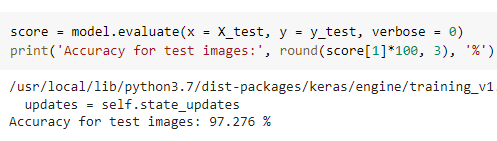 score = model.evaluate(x = X_test, y = y_test, verbose = 0)
print('Accuracy for test images:', round(score[1]*100, 3), '%')
/usr/local/lib/python3.7/dist-packages/keras/engine/training_v1
updates = self.state_updates
Accuracy for test images: 97.276 %